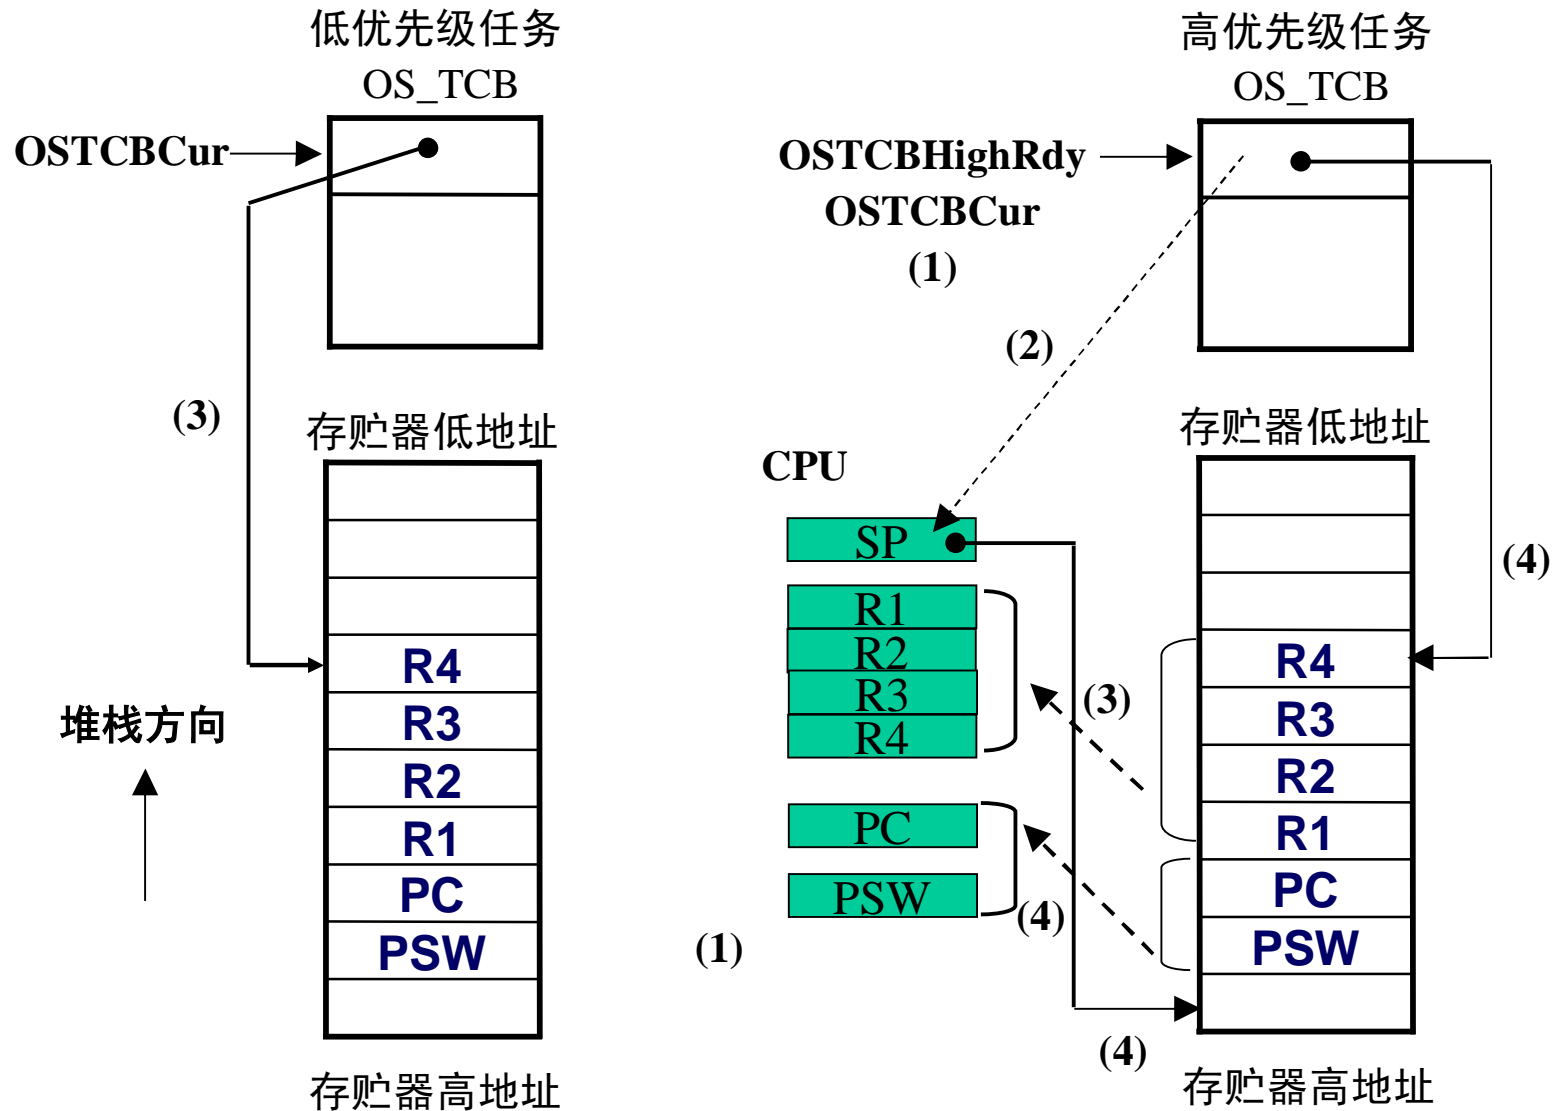 低优先级任务
OS_TCB
OSTCBCur
(3)
存贮器低地址
R4
R3
R2
R1
PC
PSW
堆栈方向
存贮器高地址
高优先级任务
OS_TCB
OSTCBHighRdy
OSTCBCur
(1)
(2)
CPU
SP
R1
R2
R3
R4
PC
PSW
(1)
(3)
(4)
(4)
存贮器低地址
(4)
R4
R3
R2
R1
PC
PSW
存贮器高地址